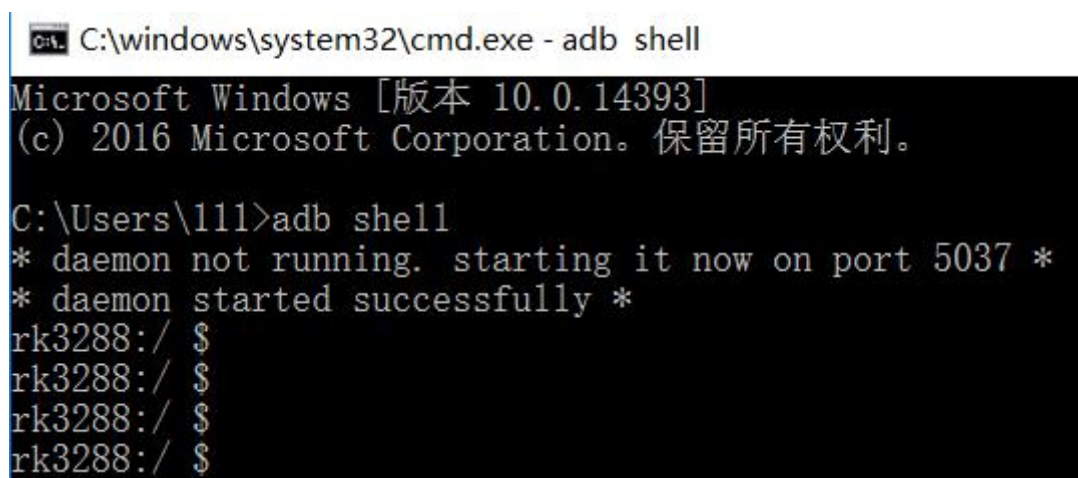 C:\windows\system32\cmd.exe - adb  shell
Microsoft Windows [版本 10.0.14393]
(c) 2016 Microsoft Corporation。保留所有权利。
C:\Users\lll>adb shell
* daemon not running. starting it now on port 5037 *
* daemon started successfully *
rk3288:/ $
rk3288:/ $
rk3288:/ $
rk3288:/ $